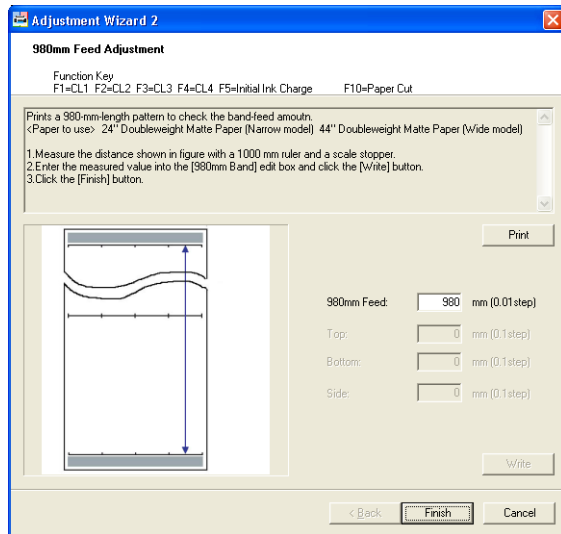 Adjustment Wizard 2
980mm Feed Adjustment
Function Key
F1=CL1 F2=CL2 F3=CL3 F4=CL4 F5=Initial Ink Charge F10=Paper Cut
Prints a 980-mm-length pattern to check the band-feed amoutn.
<Paper to use> 24" Doubleweight Matte Paper (Narrow model) 44" Doubleweight Matte Paper (Wide model)
1.Measure the distance shown in figure with a 1000 mm ruler and a scale stopper.
2.Enter the measured value into the [980mm Band] edit box and click the [Write] button.
3.Click the [Finish] button.
Print
980mm Feed: 980 mm (0.01step)
Top: 0 mm (0.1step)
Bottom: 0 mm (0.1step)
Side: 0 mm (0.1step)
Write
< Back Finish Cancel